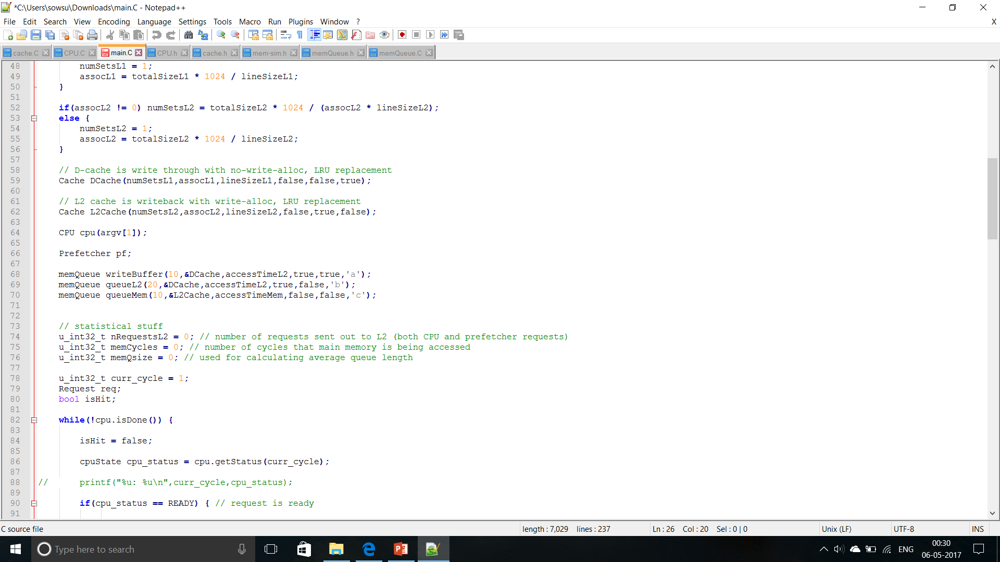 *C:\Users\sowsu\Downloads\main.C - Notepad++
File Edit Search View Encoding Language Settings Tools Macro Run Plugins Window ? X
cache.C CPU.C main.C CPU.h cache.h mem-sim.h memQueue.h memQueue.C
48 numSetsL1 = 1;
49 assocL1 = totalSizeL1 * 1024 / lineSizeL1;
50 }
51
52 if(assocL2 != 0) numSetsL2 = totalSizeL2 * 1024 / (assocL2 * lineSizeL2);
53 else {
54 numSetsL2 = 1;
55 assocL2 = totalSizeL2 * 1024 / lineSizeL2;
56 }
57
58 // D-cache is write through with no-write-alloc, LRU replacement
59 Cache DCache(numSetsL1,assocL1,lineSizeL1,false,false,true);
60
61 // L2 cache is writeback with write-alloc, LRU replacement
62 Cache L2Cache(numSetsL2,assocL2,lineSizeL2,false,true,false);
63
64 CPU cpu(argv[1]);
65
66 Prefetcher pf;
67
68 memQueue writeBuffer(10,&DCache,accessTimeL2,true,true,'a');
69 memQueue queueL2(20,&DCache,accessTimeL2,true,false,'b');
70 memQueue queueMem(10,&L2Cache,accessTimeMem,false,false,'c');
71
72
73 // statistical stuff
74 u_int32_t nRequestsL2 = 0; // number of requests sent out to L2 (both CPU and prefetcher requests)
75 u_int32_t memCycles = 0; // number of cycles that main memory is being accessed
76 u_int32_t memQsize = 0; // used for calculating average queue length
77
78 u_int32_t curr_cycle = 1;
79 Request req;
80 bool isHit;
81
82 while(!cpu.isDone()) {
83
84 isHit = false;
85
86 cpuState cpu_status = cpu.getStatus(curr_cycle);
87
88 // printf("%u: %u\n",curr_cycle,cpu_status);
89
90 if(cpu_status == READY) { // request is ready
91
C source file length : 7,029 lines : 237 Ln : 26 Col : 20 Sel : 0 | 0 Unix (LF) UTF-8 INS
Type here to search ENG 00:30
06-05-2017